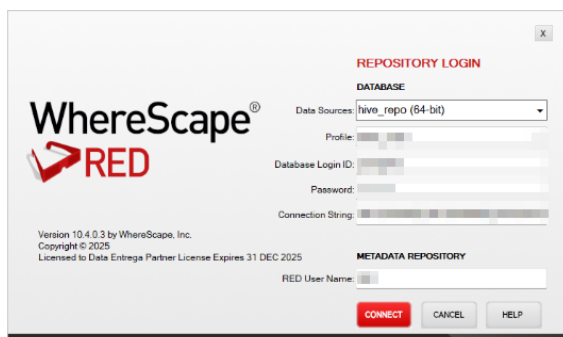 X
REPOSITORY LOGIN
DATABASE
Data Sources: hive_repo (64-bit)
Profile:
Database Login ID:
Password:
Connection String:
WhereScape®
RED
Version 10.4.0.3 by WhereScape, Inc.
Copyright © 2025
Licensed to Data Entrega Partner License Expires 31 DEC 2025
METADATA REPOSITORY
RED User Name:
CONNECT CANCEL HELP